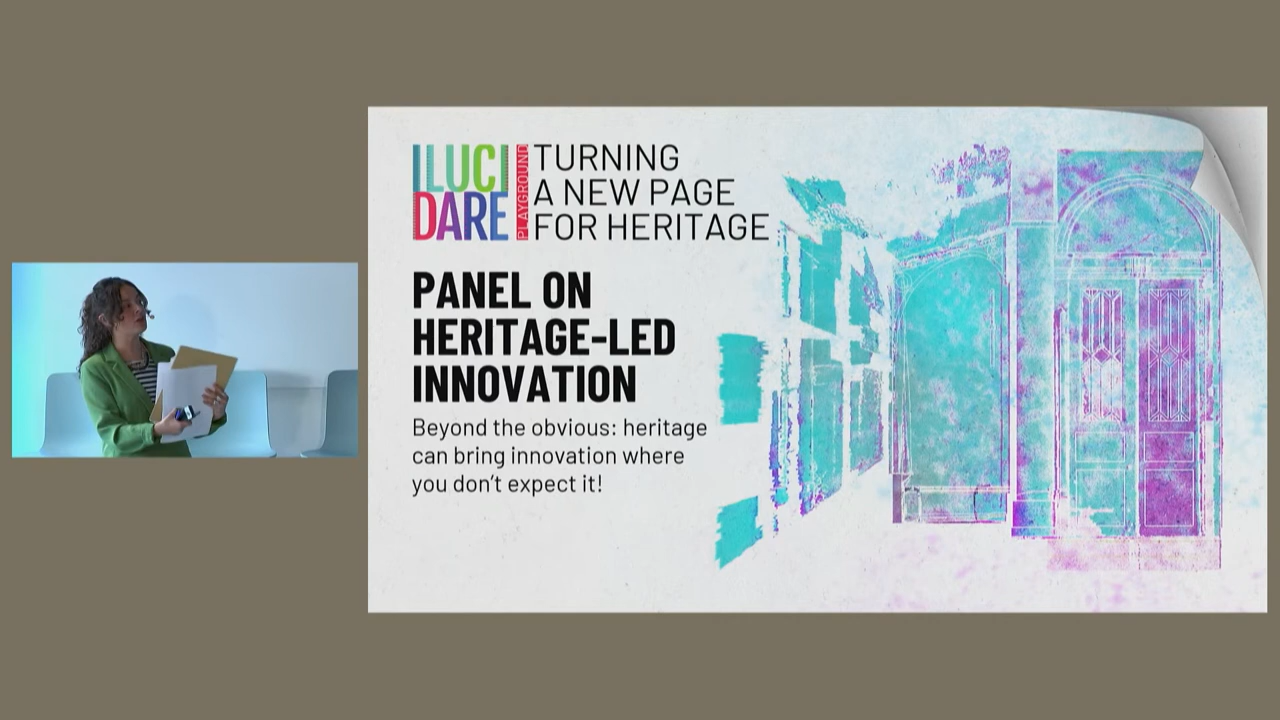 ILUCI
DARE
PLAYGROUND
TURNING
A NEW PAGE
FOR HERITAGE
PANEL ON
HERITAGE-LED
INNOVATION
Beyond the obvious: heritage
can bring innovation where
you don't expect it!